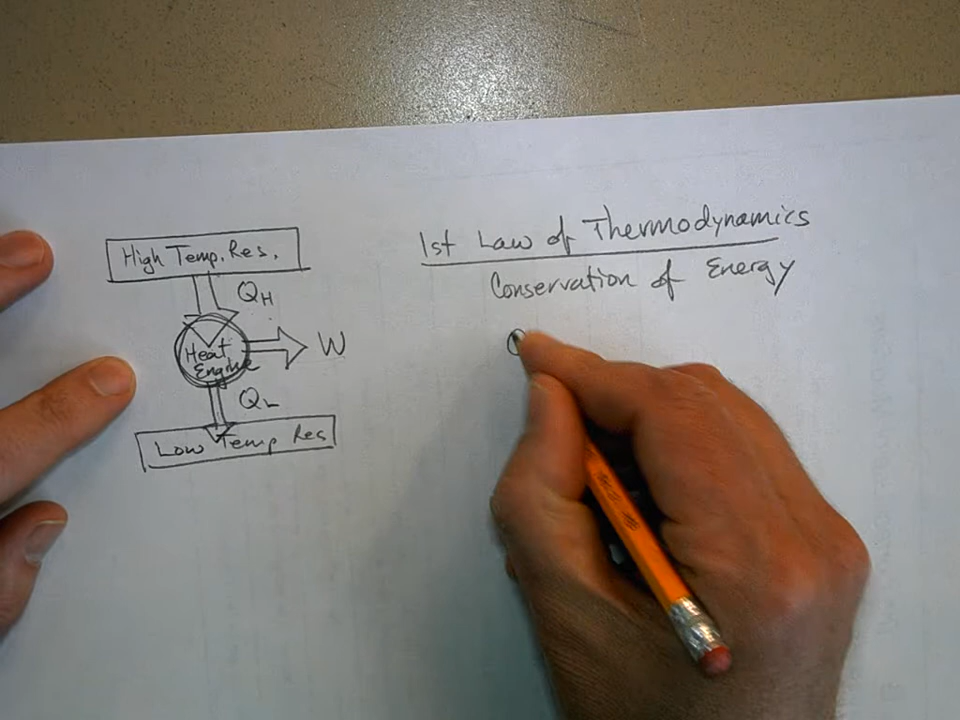 High Temp. Res.
QH
Heat
Engine
W
QL
Low Temp Res
1st Law of Thermodynamics
Conservation of Energy